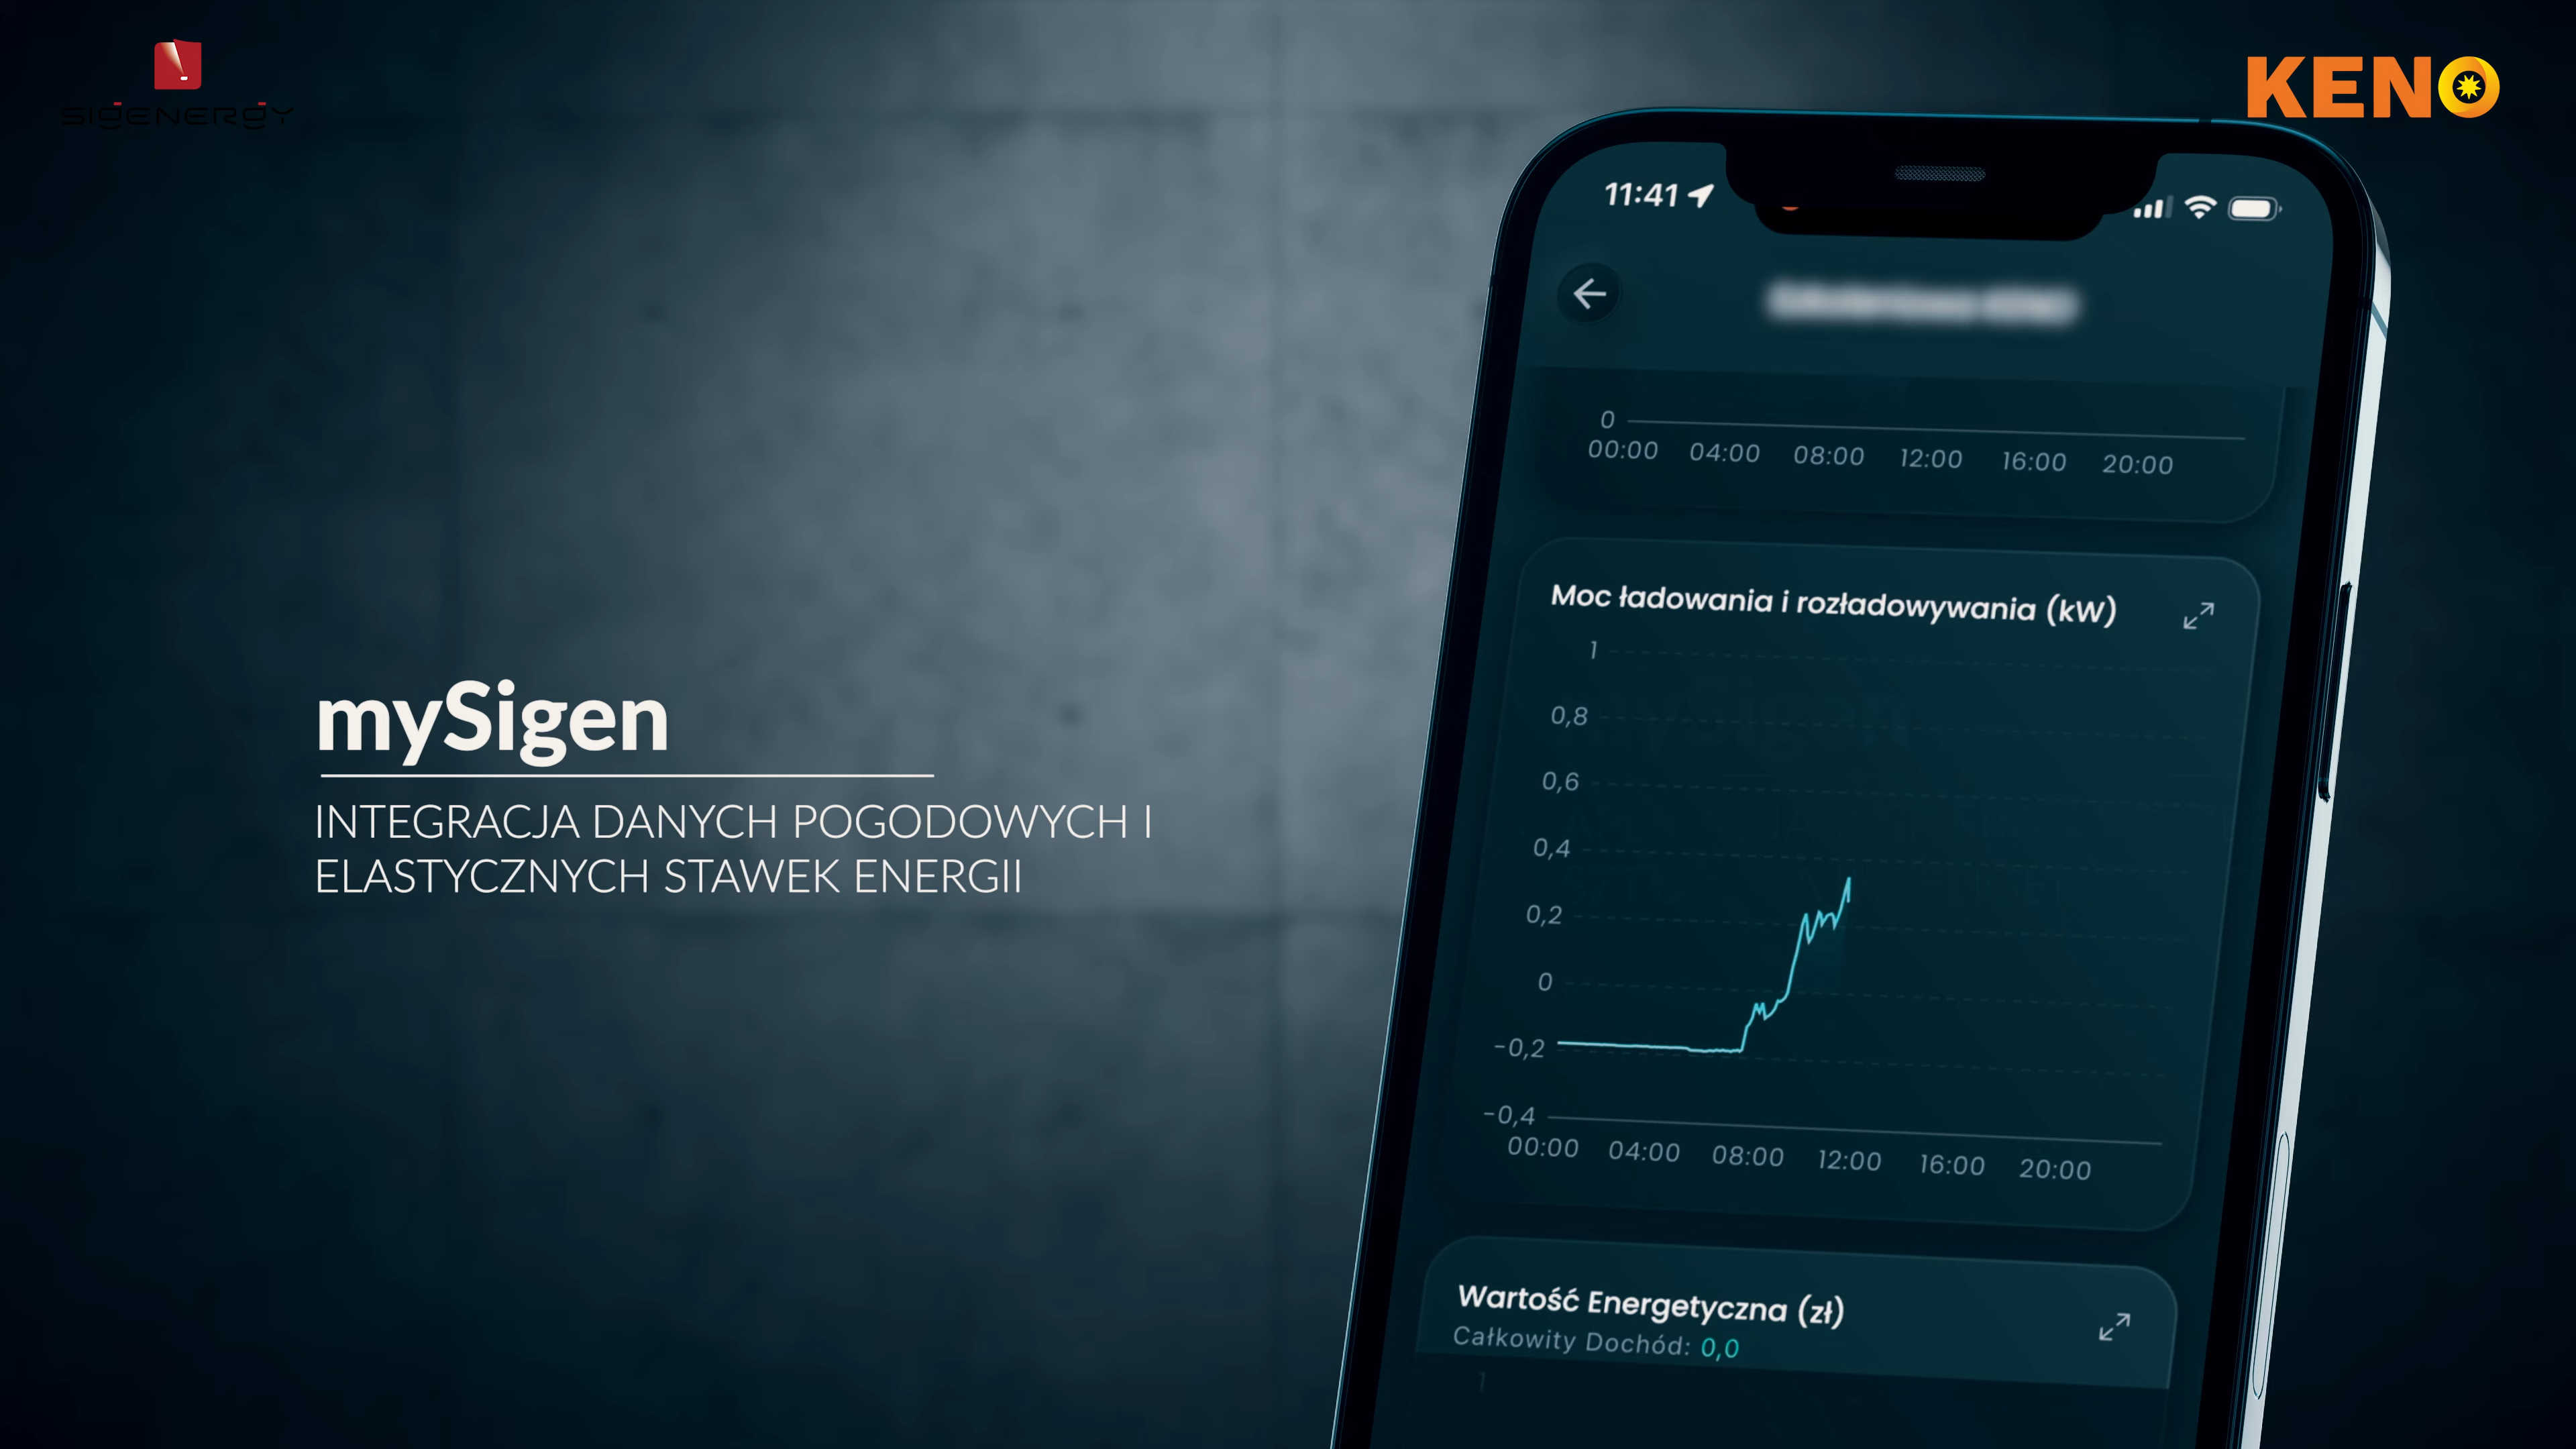 SIGENERGY
KENO
11:41
0
00:00 04:00 08:00 12:00 16:00 20:00
Moc ładowania i rozładowywania (kW)
1
0,8
0,6
0,4
0,2
0
-0,2
-0,4
00:00 04:00 08:00 12:00 16:00 20:00
Wartość Energetyczna (zł)
Całkowity Dochód: 0,0
1
mySigen
INTEGRACJA DANYCH POGODOWYCH I
ELASTYCZNYCH STAWEK ENERGII